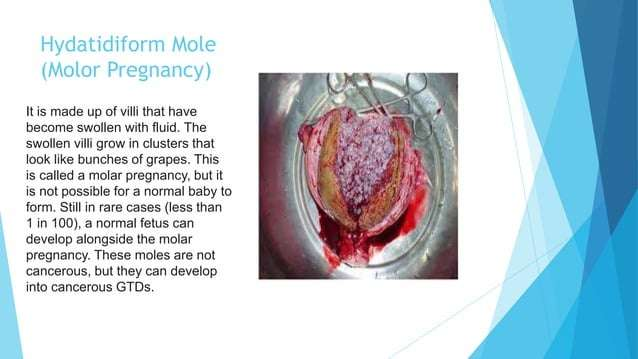 Hydatidiform Mole
(Molor Pregnancy)
It is made up of villi that have
become swollen with fluid. The
swollen villi grow in clusters that
look like bunches of grapes. This
is called a molar pregnancy, but it
is not possible for a normal baby to
form. Still in rare cases (less than
1 in 100), a normal fetus can
develop alongside the molar
pregnancy. These moles are not
cancerous, but they can develop
into cancerous GTDs.